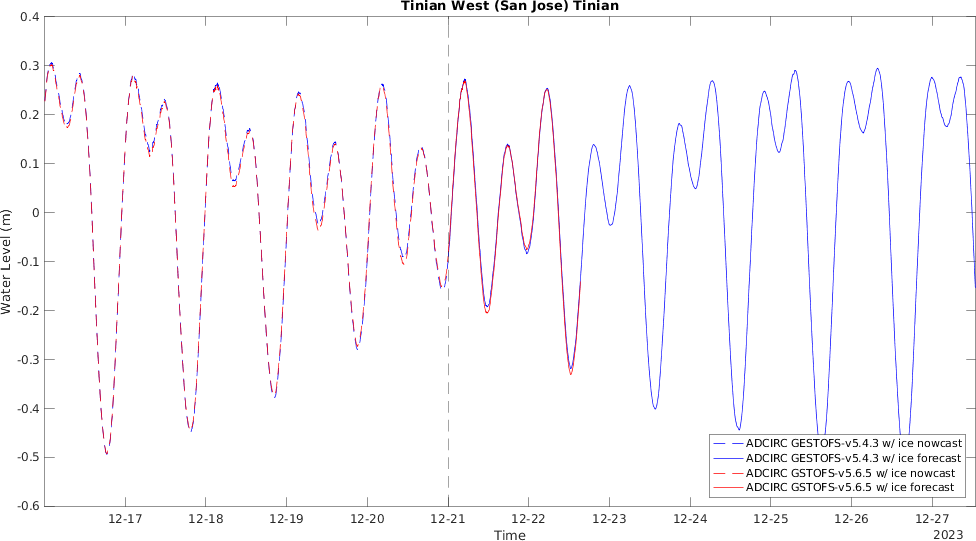 Tinian West (San Jose) Tinian
0.4
0.3
0.2
0.1
0
-0.1
-0.2
-0.3
-0.4
-0.5
-0.6
Water Level (m)
ADCIRC GESTOFS-v5.4.3 w/ ice nowcast
ADCIRC GESTOFS-v5.4.3 w/ ice forecast
ADCIRC GSTOFS-v5.6.5 w/ ice nowcast
ADCIRC GSTOFS-v5.6.5 w/ ice forecast
12-17 12-18 12-19 12-20 12-21 12-22 12-23 12-24 12-25 12-26 12-27
Time
2023